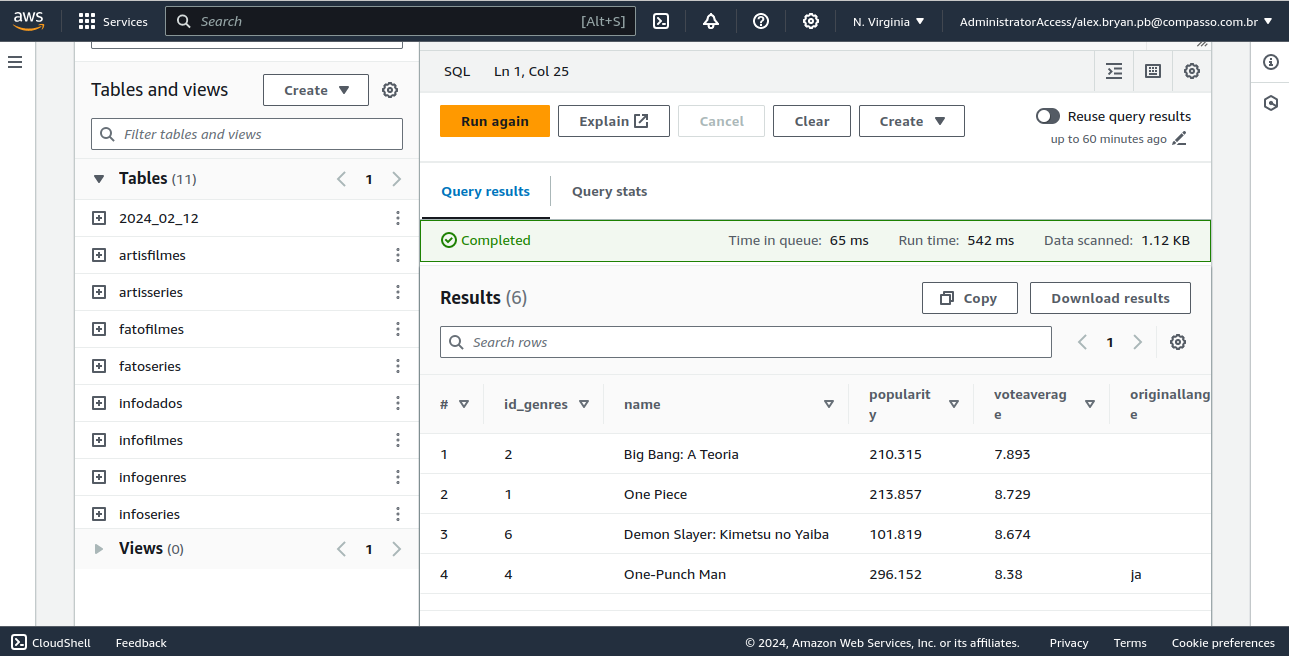 aws Services Search [Alt+S] N. Virginia AdministratorAccess/alex.bryan.pb@compasso.com.br
Tables and views Create
Filter tables and views
Tables (11) 1
2024_02_12
artisfilmes
artisseries
fatofilmes
fatoseries
infodados
infofilmes
infogenres
infoseries
Views (0) 1
SQL Ln 1, Col 25
Run again Explain Cancel Clear Create
Reuse query results
up to 60 minutes ago
Query results Query stats
Completed Time in queue: 65 ms Run time: 542 ms Data scanned: 1.12 KB
Results (6) Copy Download results
Search rows 1
# id_genres name popularit
y voteaverag
e originallang
e
1 2 Big Bang: A Teoria 210.315 7.893
2 1 One Piece 213.857 8.729
3 6 Demon Slayer: Kimetsu no Yaiba 101.819 8.674
4 4 One-Punch Man 296.152 8.38 ja
CloudShell Feedback © 2024, Amazon Web Services, Inc. or its affiliates. Privacy Terms Cookie preferences